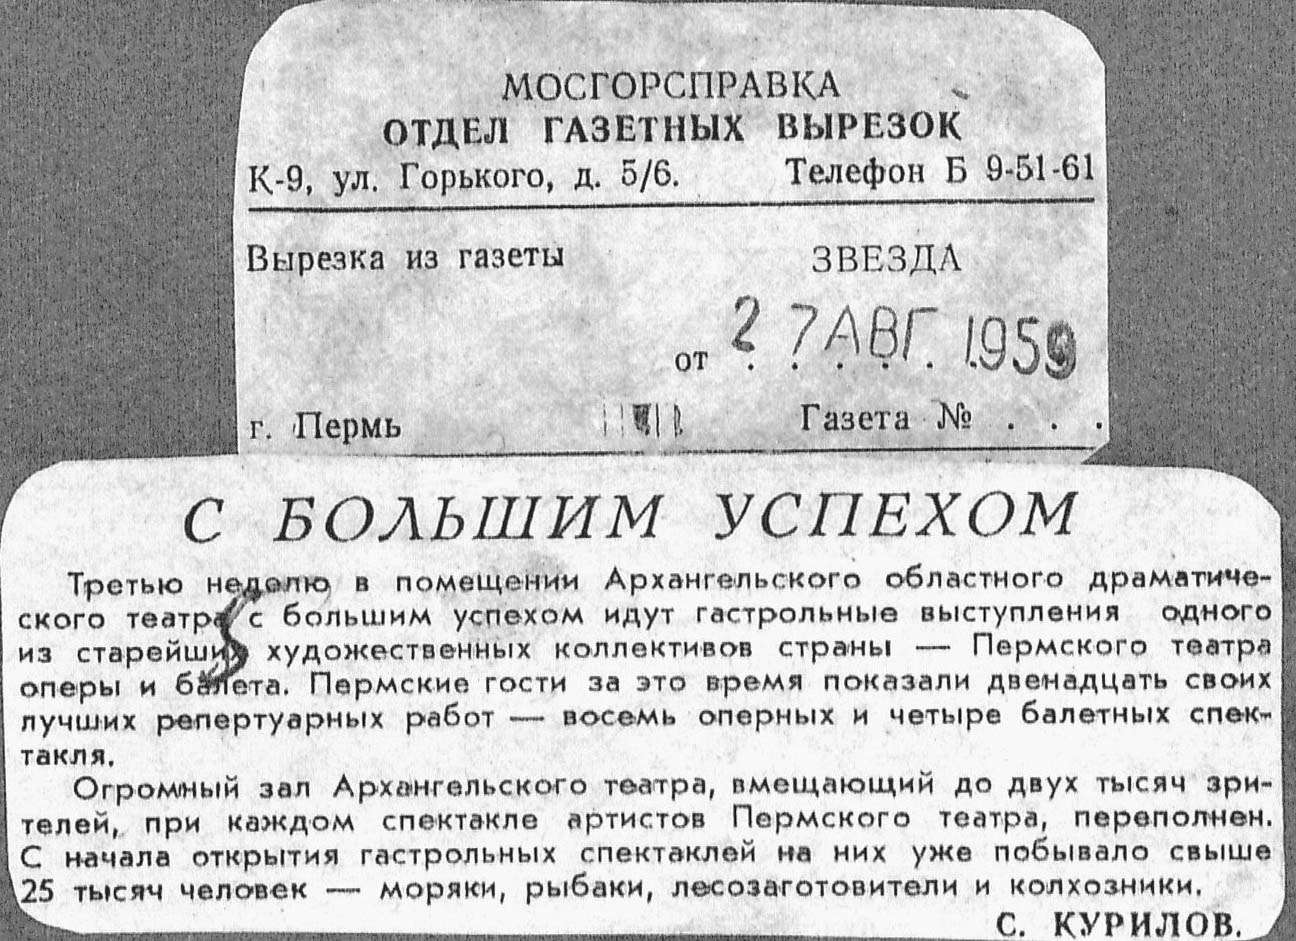 МОСГОРСПРАВКА
ОТДЕЛ ГАЗЕТНЫХ ВЫРЕЗОК
К-9, ул. Горького, д. 5/6. Телефон Б 9-51-61
Вырезка из газеты ЗВЕЗДА
от 27 АВГ. 1959
г. Пермь Газета № . . .
С БОЛЬШИМ УСПЕХОМ
Третью неделю в помещении Архангельского областного драматиче-
ского театра с большим успехом идут гастрольные выступления одного
из старейших художественных коллективов страны — Пермского театра
оперы и балета. Пермские гости за это время показали двенадцать своих
лучших репертуарных работ — восемь оперных и четыре балетных спек-
такля.
Огромный зал Архангельского театра, вмещающий до двух тысяч зри-
телей, при каждом спектакле артистов Пермского театра, переполнен.
С начала открытия гастрольных спектаклей на них уже побывало свыше
25 тысяч человек — моряки, рыбаки, лесозаготовители и колхозники.
С. КУРИЛОВ.